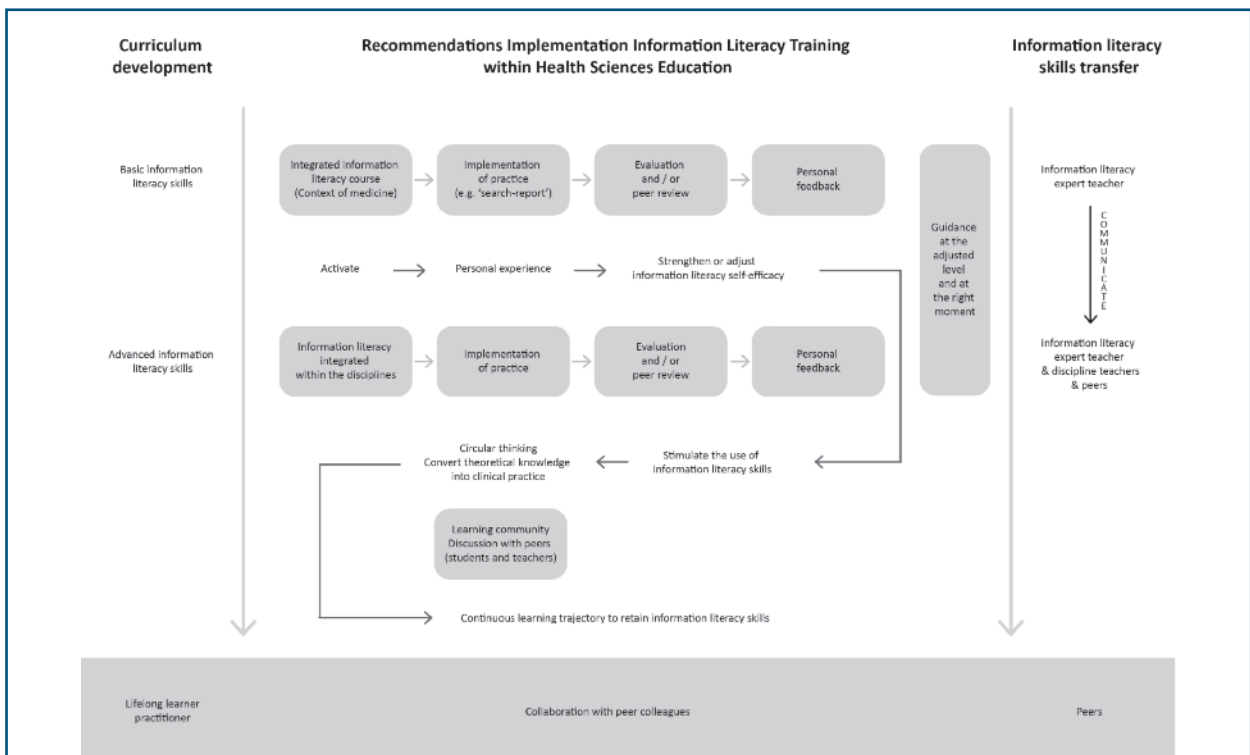 Curriculum
development
Recommendations Implementation Information Literacy Training
within Health Sciences Education
Information literacy
skills transfer
Basic information
literacy skills
Integrated information
literacy course
(Context of medicine)
Implementation
of practice
(e.g. 'search-report')
Evaluation
and / or
peer review
Personal
feedback
Guidance
at the
adjusted
level
and at
the right
moment
Information literacy
expert teacher
COMMUNICATE
Activate
Personal experience
Strengthen or adjust
information literacy self-efficacy
Advanced information
literacy skills
Information literacy
integrated
within the disciplines
Implementation
of practice
Evaluation
and / or
peer review
Personal
feedback
Information literacy
expert teacher
& discipline teachers
& peers
Circular thinking
Convert theoretical knowledge
into clinical practice
Stimulate the use of
information literacy skills
Learning community
Discussion with peers
(students and teachers)
Continuous learning trajectory to retain information literacy skills
Lifelong learner
practitioner
Collaboration with peer colleagues
Peers